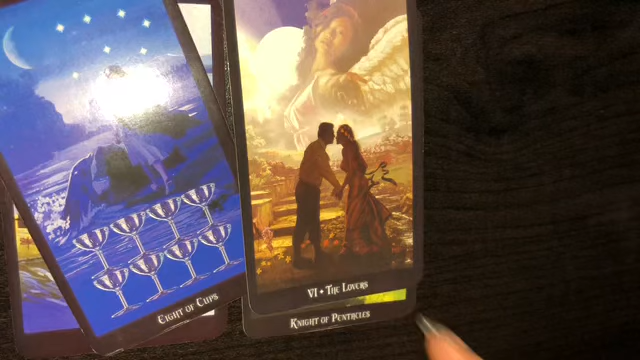 EIGHT OF CUPS
VI • THE LOVERS
KNIGHT OF PENTACLES